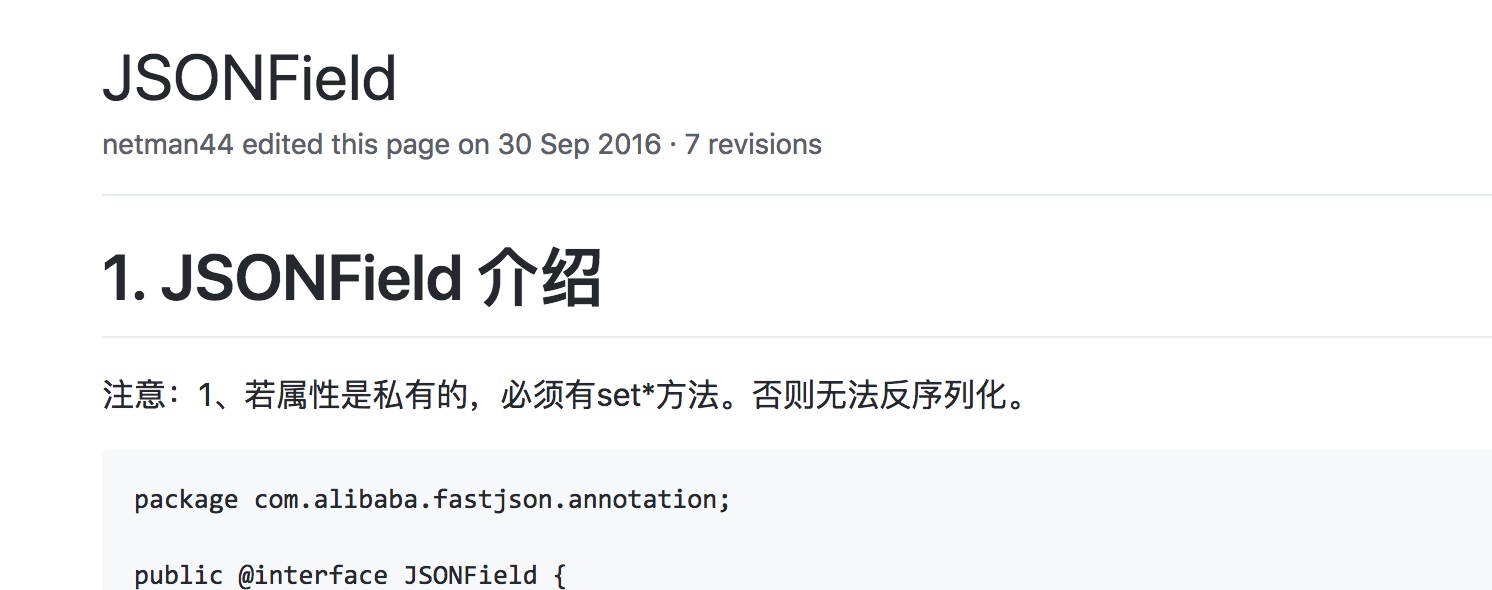 JSONField
netman44 edited this page on 30 Sep 2016 · 7 revisions
1. JSONField 介绍
注意：1、若属性是私有的，必须有set*方法。否则无法反序列化。
package com.alibaba.fastjson.annotation;
public @interface JSONField {